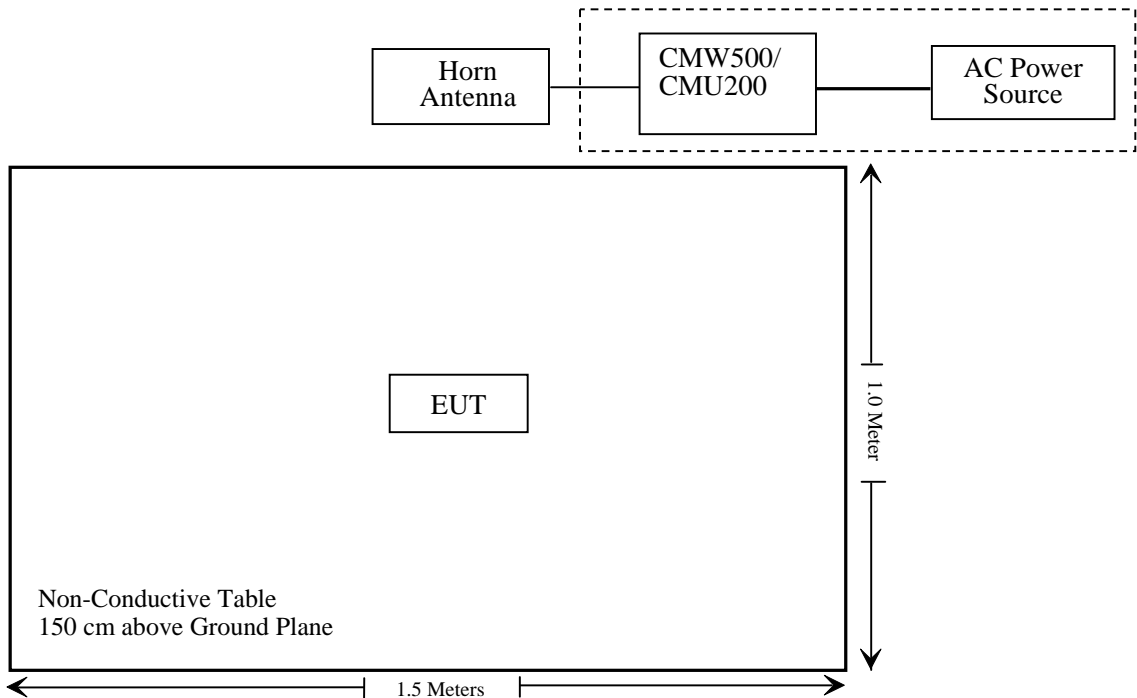 Horn
Antenna
CMW500/
CMU200
AC Power
Source
EUT
1.0 Meter
Non-Conductive Table
150 cm above Ground Plane
1.5 Meters